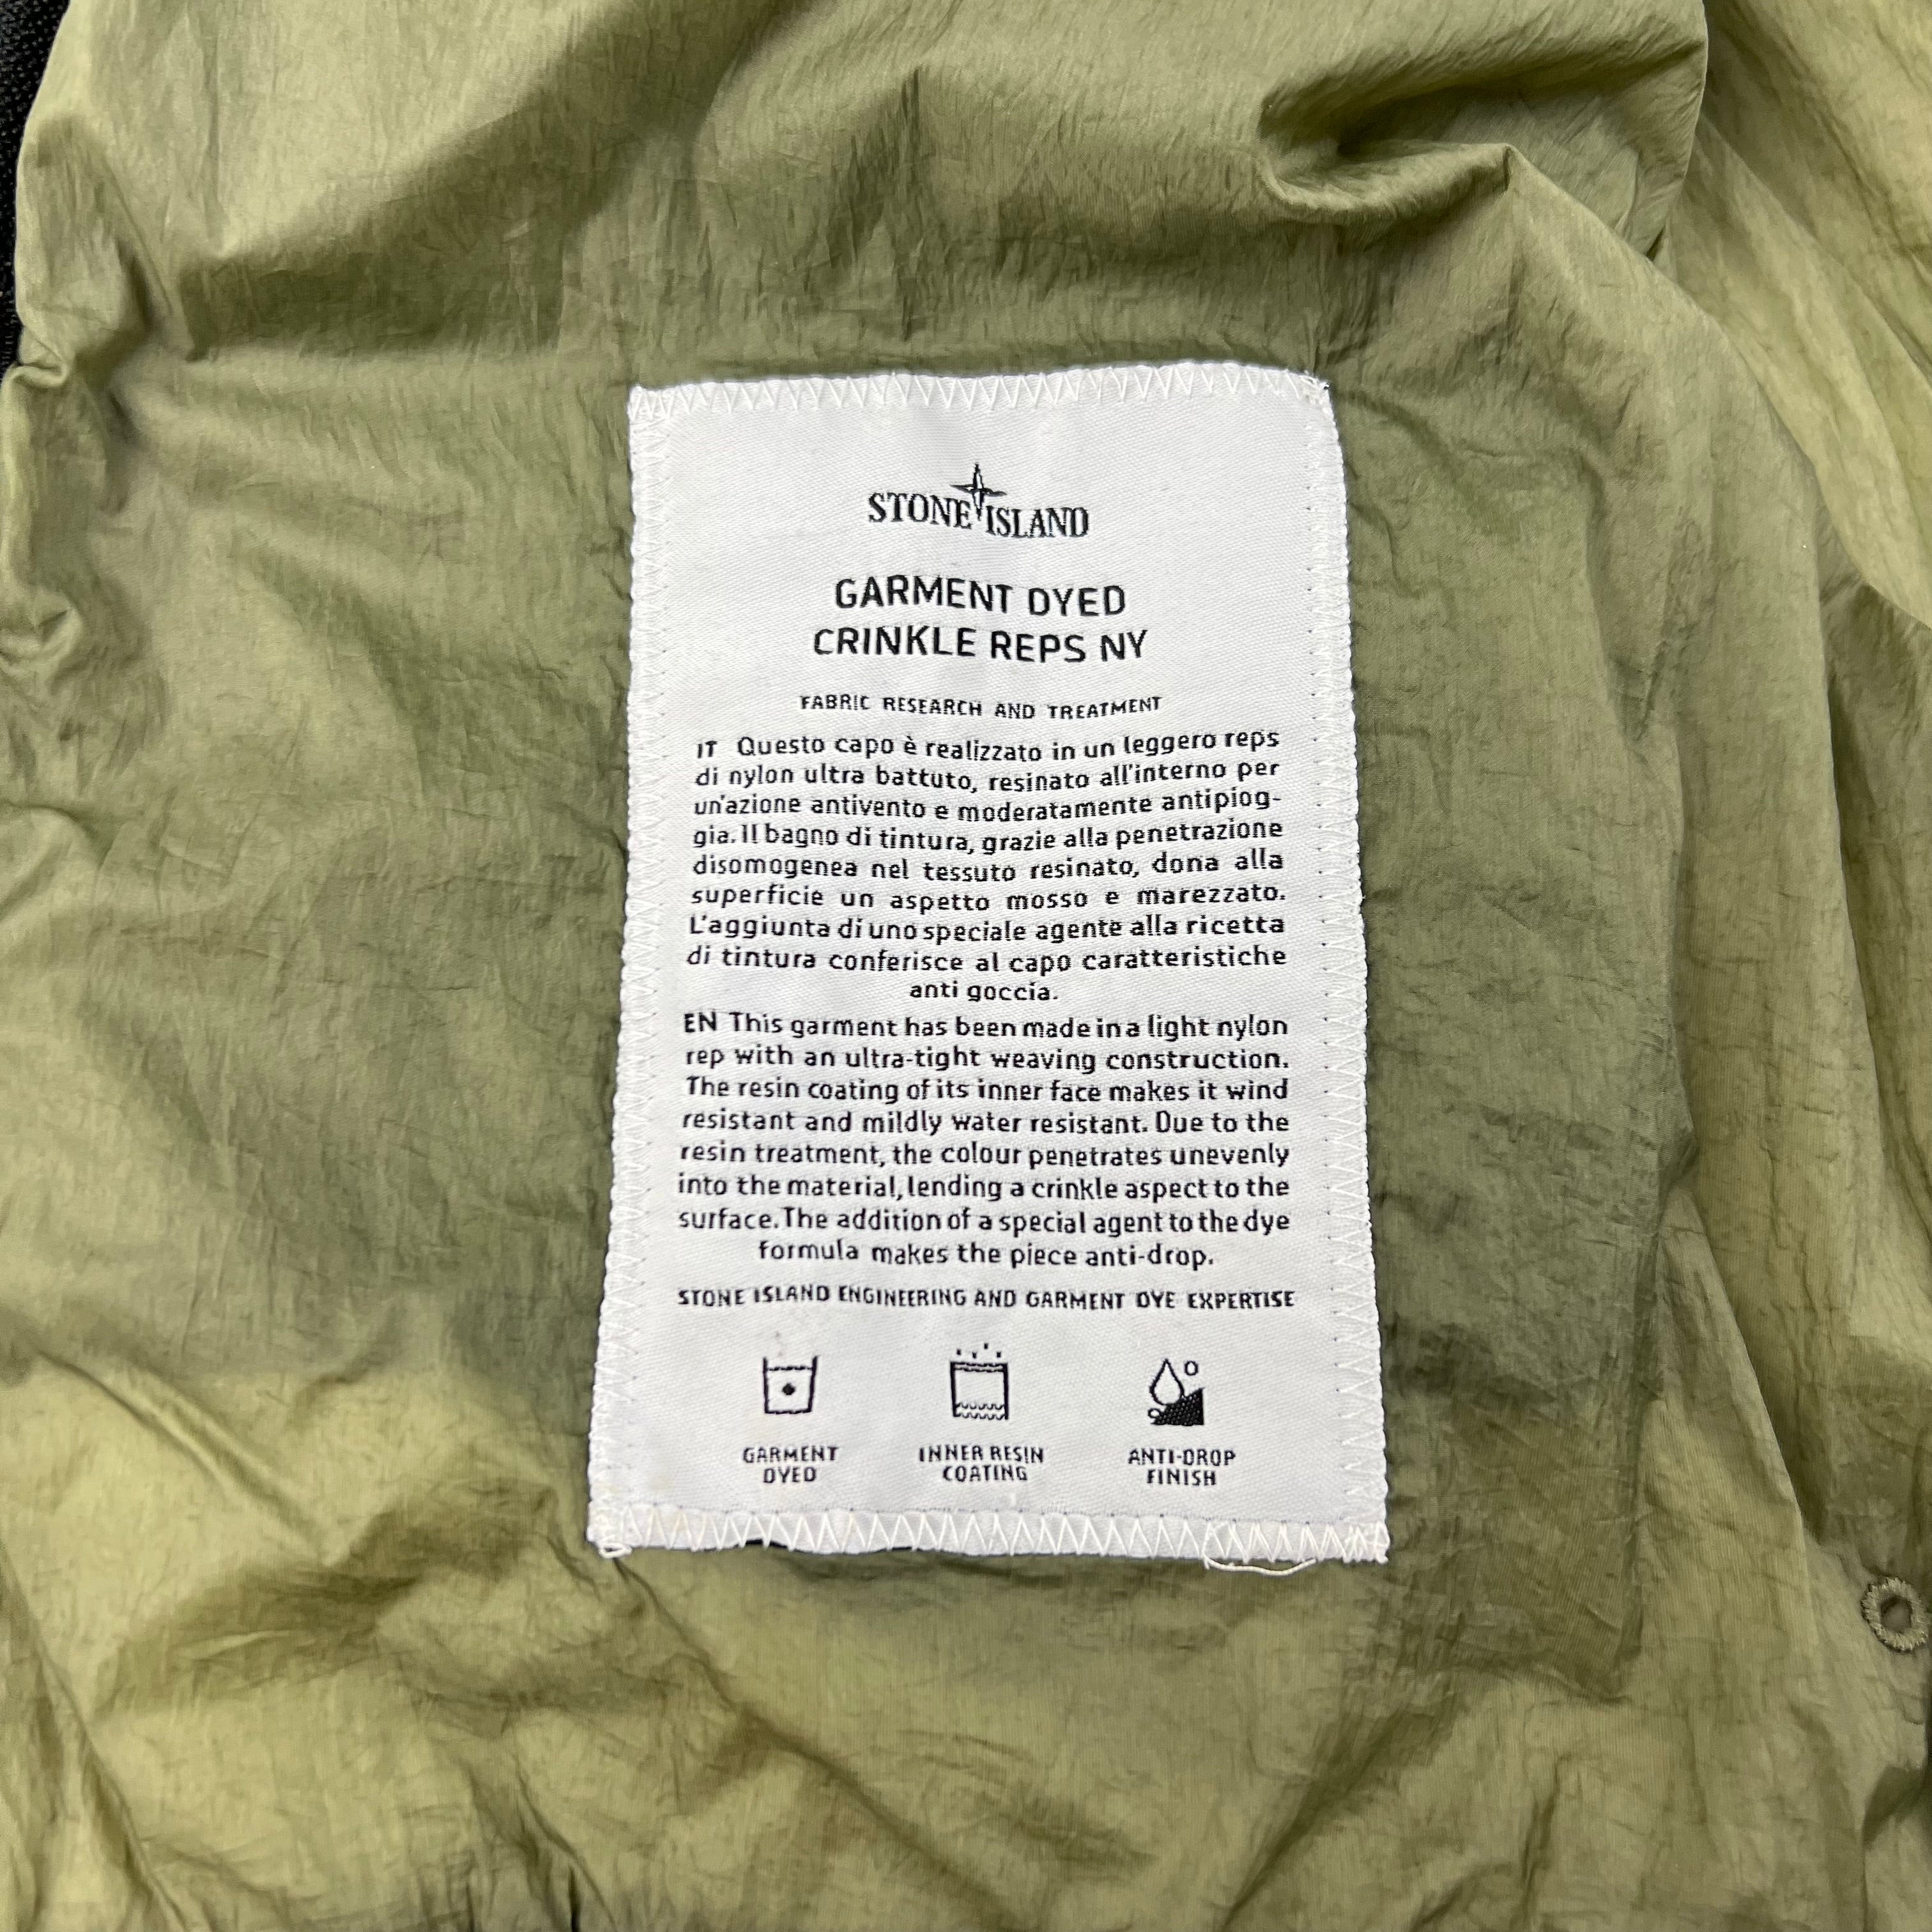 STONE ISLAND
GARMENT DYED
CRINKLE REPS NY
FABRIC RESEARCH AND TREATMENT
IT Questo capo è realizzato in un leggero reps
di nylon ultra battuto, resinato all'interno per
un'azione antivento e moderatamente antipiog-
gia. Il bagno di tintura, grazie alla penetrazione
disomogenea nel tessuto resinato, dona alla
superficie un aspetto mosso e marezzato.
L'aggiunta di uno speciale agente alla ricetta
di tintura conferisce al capo caratteristiche
anti goccia.
EN This garment has been made in a light nylon
rep with an ultra-tight weaving construction.
The resin coating of its inner face makes it wind
resistant and mildly water resistant. Due to the
resin treatment, the colour penetrates unevenly
into the material, lending a crinkle aspect to the
surface. The addition of a special agent to the dye
formula makes the piece anti-drop.
STONE ISLAND ENGINEERING AND GARMENT DYE EXPERTISE
GARMENT
DYED
INNER RESIN
COATING
ANTI-DROP
FINISH